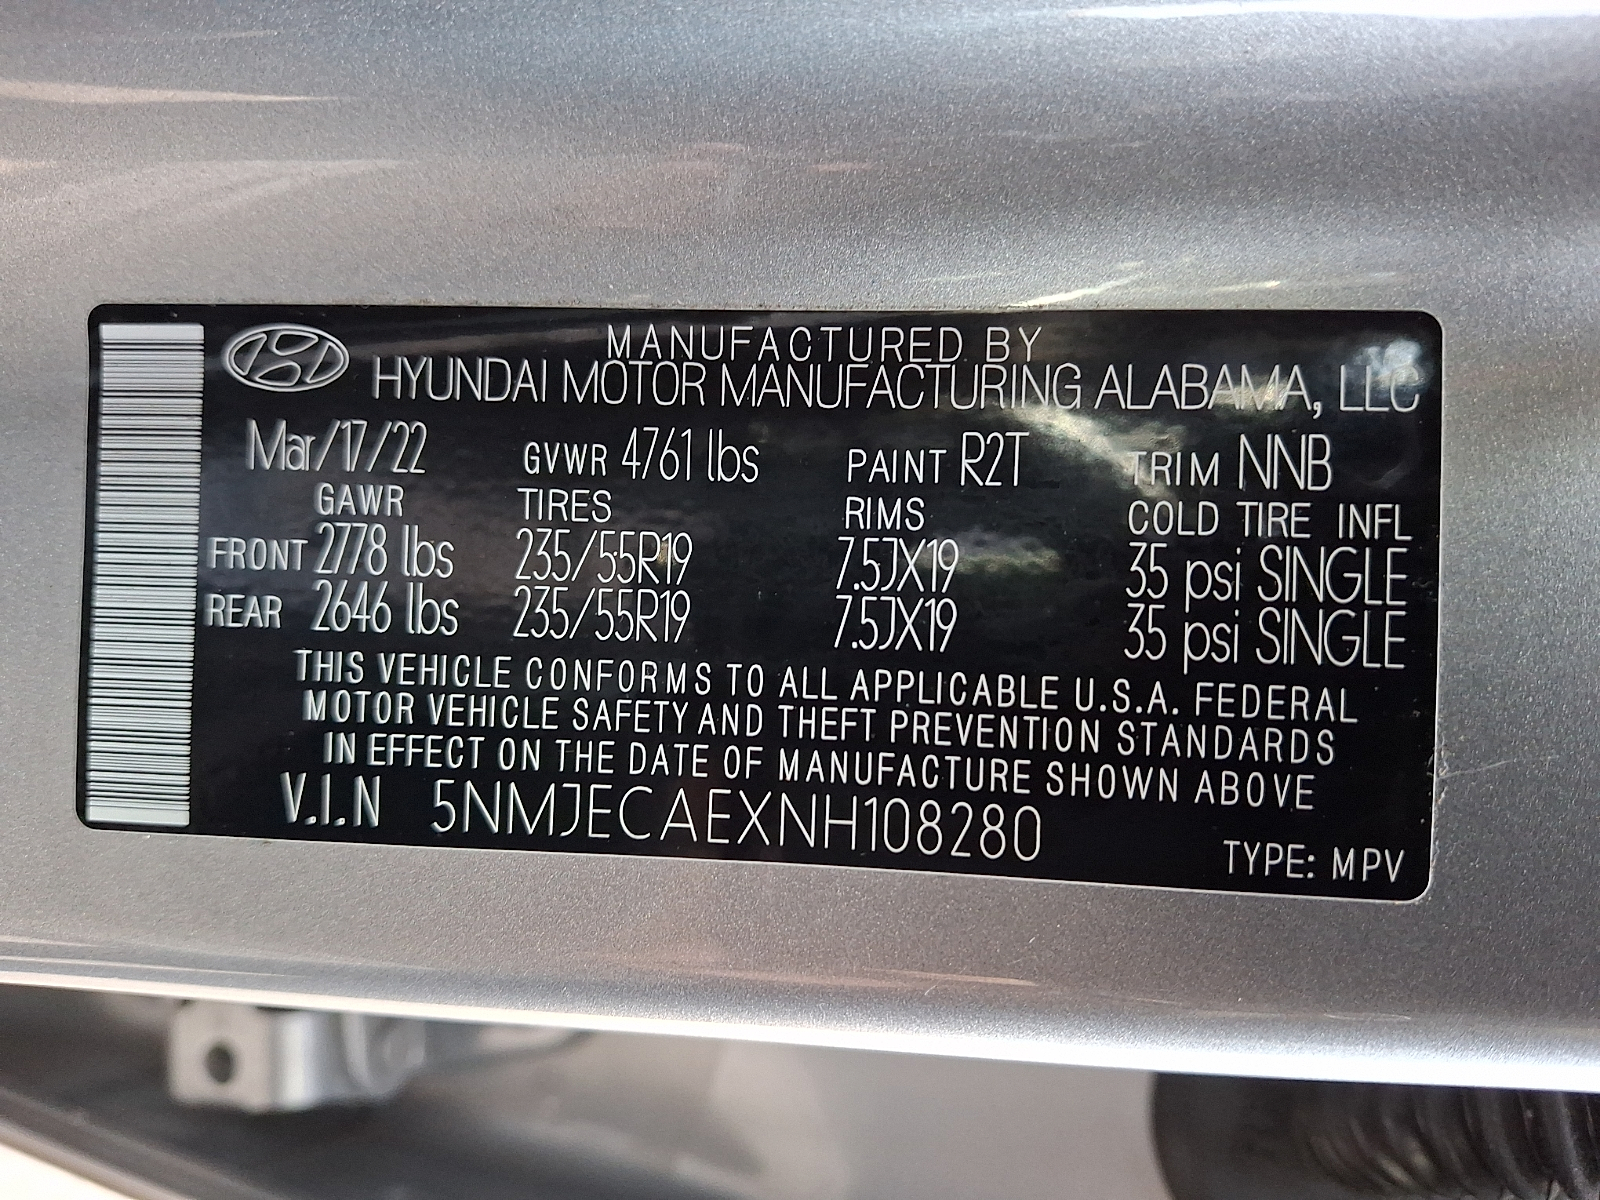 MANUFACTURED BY
HYUNDAI MOTOR MANUFACTURING ALABAMA, LLC
Mar/17/22 GVWR 4761 lbs PAINT R2T TRIM NNB
GAWR TIRES RIMS COLD TIRE INFL
FRONT 2778 lbs 235/55R19 7.5JX19 35 psi SINGLE
REAR 2646 lbs 235/55R19 7.5JX19 35 psi SINGLE
THIS VEHICLE CONFORMS TO ALL APPLICABLE U.S.A. FEDERAL
MOTOR VEHICLE SAFETY AND THEFT PREVENTION STANDARDS
IN EFFECT ON THE DATE OF MANUFACTURE SHOWN ABOVE
V.I.N 5NMJECAEXNH108280
TYPE: MPV